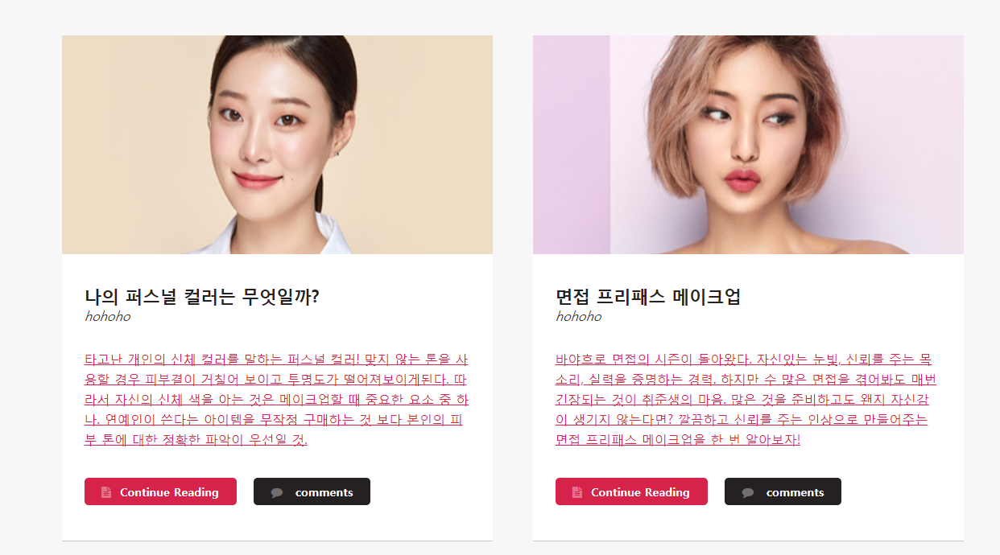 나의 퍼스널 컬러는 무엇일까?
hohoho
타고난 개인의 신체 컬러를 말하는 퍼스널 컬러! 맞지 않는 톤을 사
용할 경우 피부결이 거칠어 보이고 투명도가 떨어져보이게된다. 따
라서 자신의 신체 색을 아는 것은 메이크업할 때 중요한 요소 중 하
나. 연예인이 쓴다는 아이템을 무작정 구매하는 것 보다 본인의 피
부 톤에 대한 정확한 파악이 우선일 것.
Continue Reading
comments
면접 프리패스 메이크업
hohoho
바야흐로 면접의 시즌이 돌아왔다. 자신있는 눈빛, 신뢰를 주는 목
소리, 실력을 증명하는 경력. 하지만 수 많은 면접을 겪어봐도 매번
긴장되는 것이 취준생의 마음. 많은 것을 준비하고도 왠지 자신감
이 생기지 않는다면? 깔끔하고 신뢰를 주는 인상으로 만들어주는
면접 프리패스 메이크업을 한 번 알아보자!
Continue Reading
comments